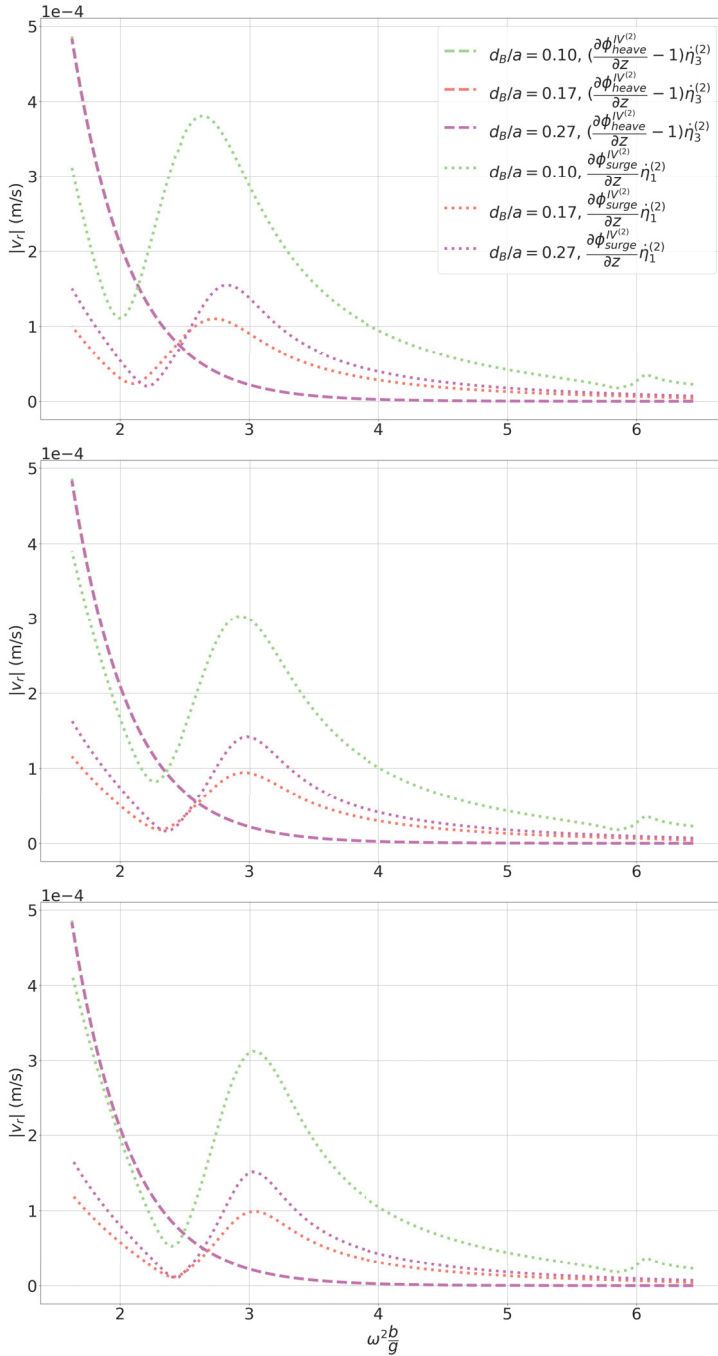 1e−4
5
4
3
2
1
0
|v_r| (m/s)
d_B/a = 0.10, (∂ϕ_heave^{IV^(2)}/∂z − 1)η̇_3^(2)
d_B/a = 0.17, (∂ϕ_heave^{IV^(2)}/∂z − 1)η̇_3^(2)
d_B/a = 0.27, (∂ϕ_heave^{IV^(2)}/∂z − 1)η̇_3^(2)
d_B/a = 0.10, ∂ϕ_surge^{IV^(2)}/∂z η̇_1^(2)
d_B/a = 0.17, ∂ϕ_surge^{IV^(2)}/∂z η̇_1^(2)
d_B/a = 0.27, ∂ϕ_surge^{IV^(2)}/∂z η̇_1^(2)
2 3 4 5 6
1e−4
5
4
3
2
1
0
|v_r| (m/s)
2 3 4 5 6
1e−4
5
4
3
2
1
0
|v_r| (m/s)
2 3 4 5 6
ω² b/g